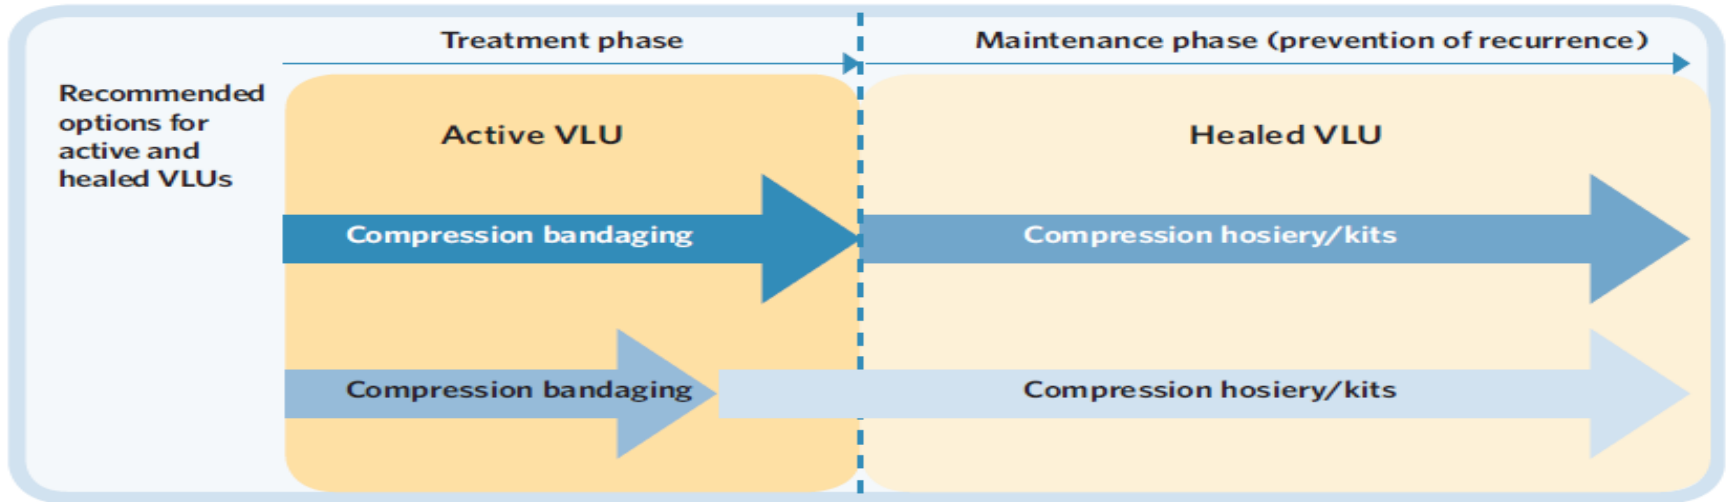 Treatment phase
Maintenance phase (prevention of recurrence)
Recommended
options for
active and
healed VLUs
Active VLU
Healed VLU
Compression bandaging
Compression hosiery/kits
Compression bandaging
Compression hosiery/kits